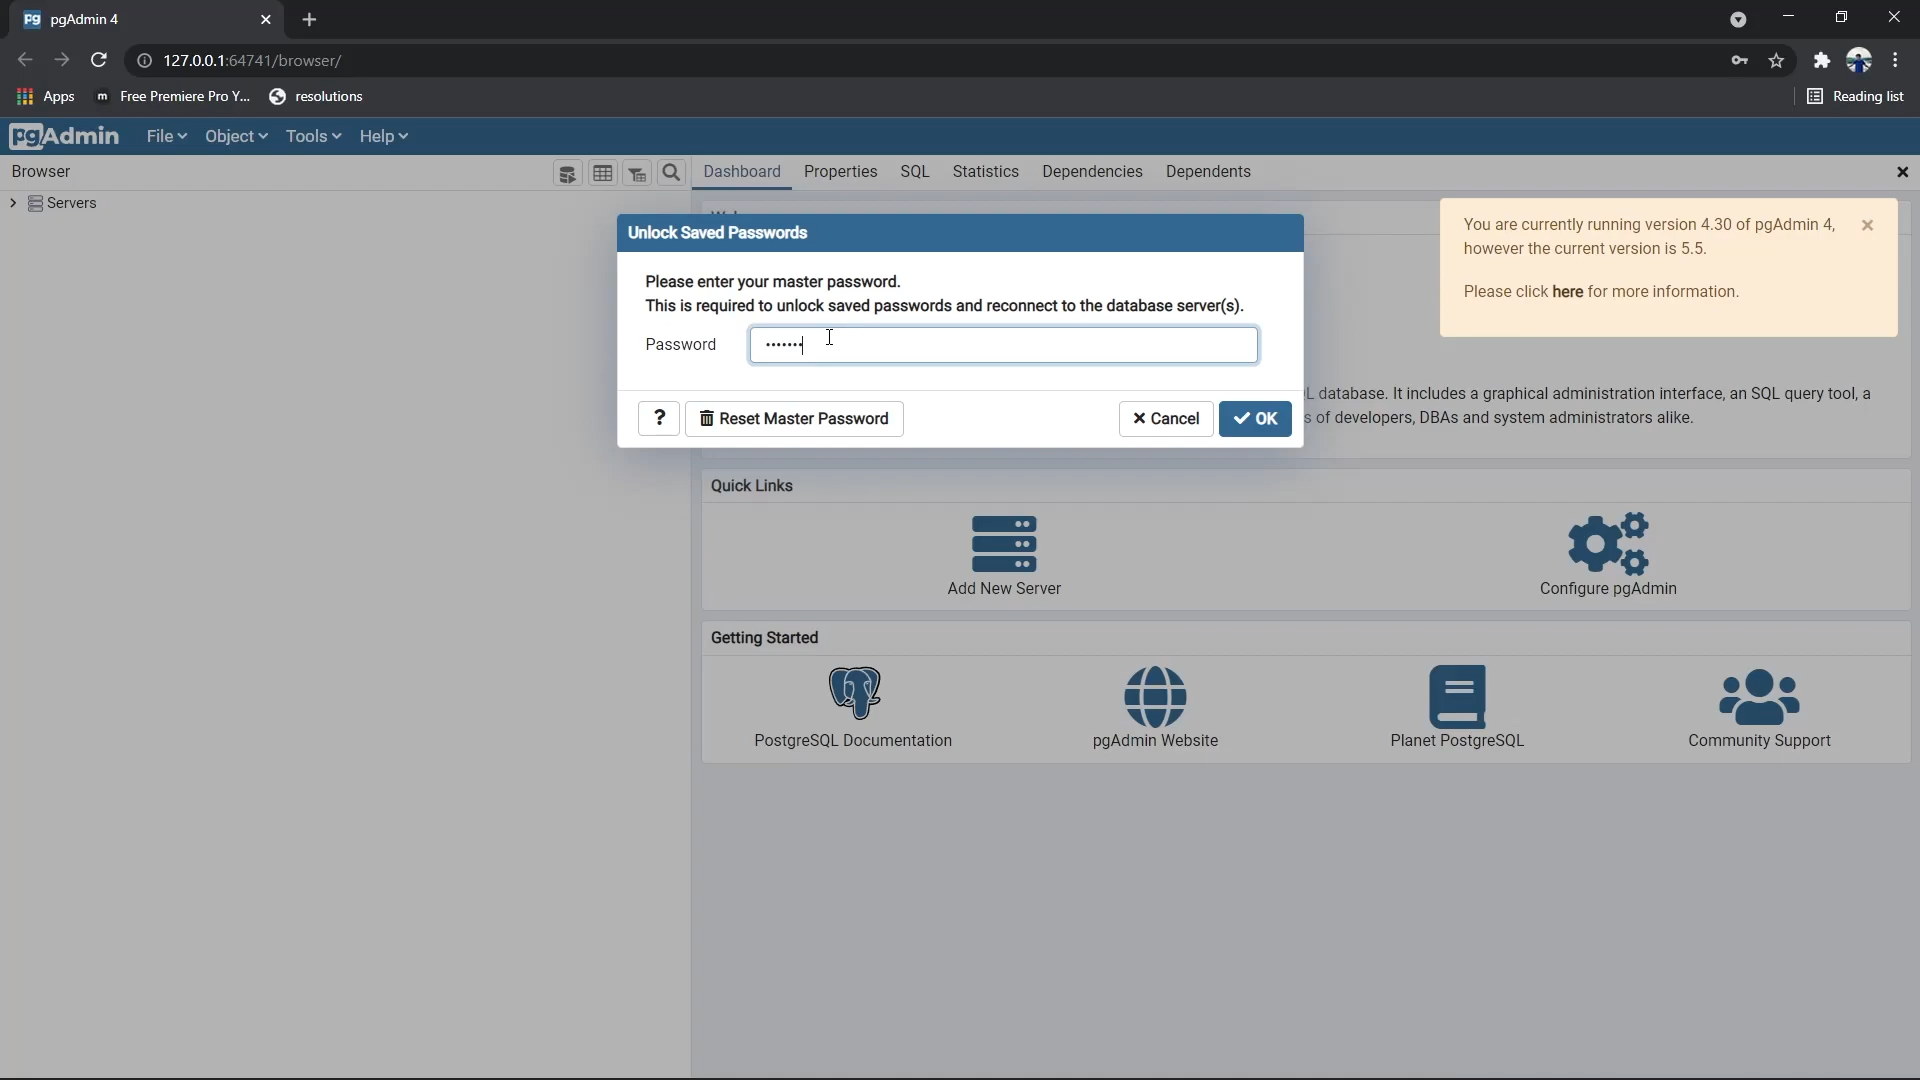 pgAdmin 4
127.0.0.1:64741/browser/
Apps
Free Premiere Pro Y...
resolutions
Reading list
pgAdmin File Object Tools Help
Browser
Dashboard Properties SQL Statistics Dependencies Dependents
Servers
Unlock Saved Passwords
Please enter your master password.
This is required to unlock saved passwords and reconnect to the database server(s).
Password •••••••
? Reset Master Password Cancel OK
You are currently running version 4.30 of pgAdmin 4,
however the current version is 5.5.
Please click here for more information.
L database. It includes a graphical administration interface, an SQL query tool, a
s of developers, DBAs and system administrators alike.
Quick Links
Add New Server
Configure pgAdmin
Getting Started
PostgreSQL Documentation
pgAdmin Website
Planet PostgreSQL
Community Support